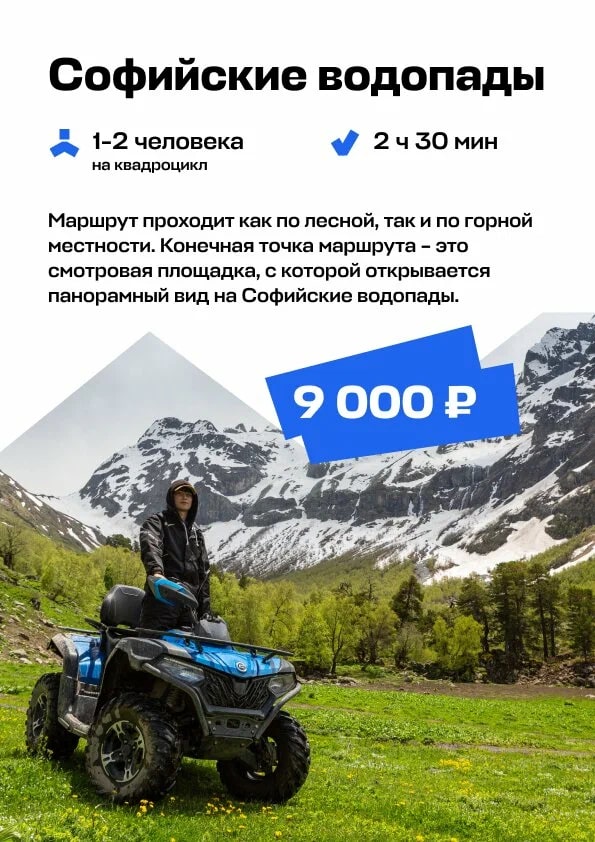 Софийские водопады
1-2 человека
на квадроцикл
2 ч 30 мин
Маршрут проходит как по лесной, так и по горной
местности. Конечная точка маршрута – это
смотровая площадка, с которой открывается
панорамный вид на Софийские водопады.
9 000 ₽